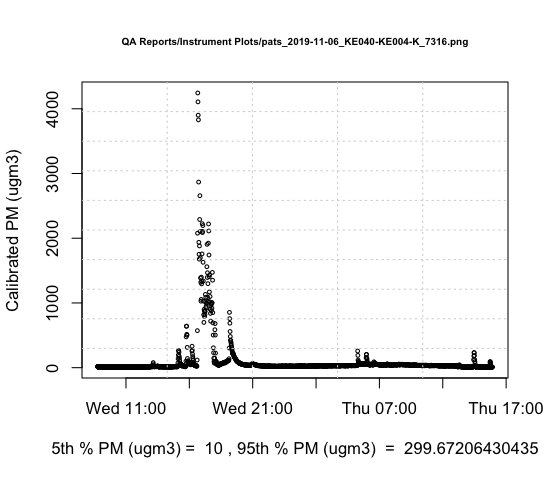 QA Reports/Instrument Plots/pats_2019-11-06_KE040-KE004-K_7316.png
Calibrated PM (ugm3)
4000
3000
2000
1000
0
Wed 11:00 Wed 21:00 Thu 07:00 Thu 17:00
5th % PM (ugm3) = 10 , 95th % PM (ugm3) = 299.67206430435